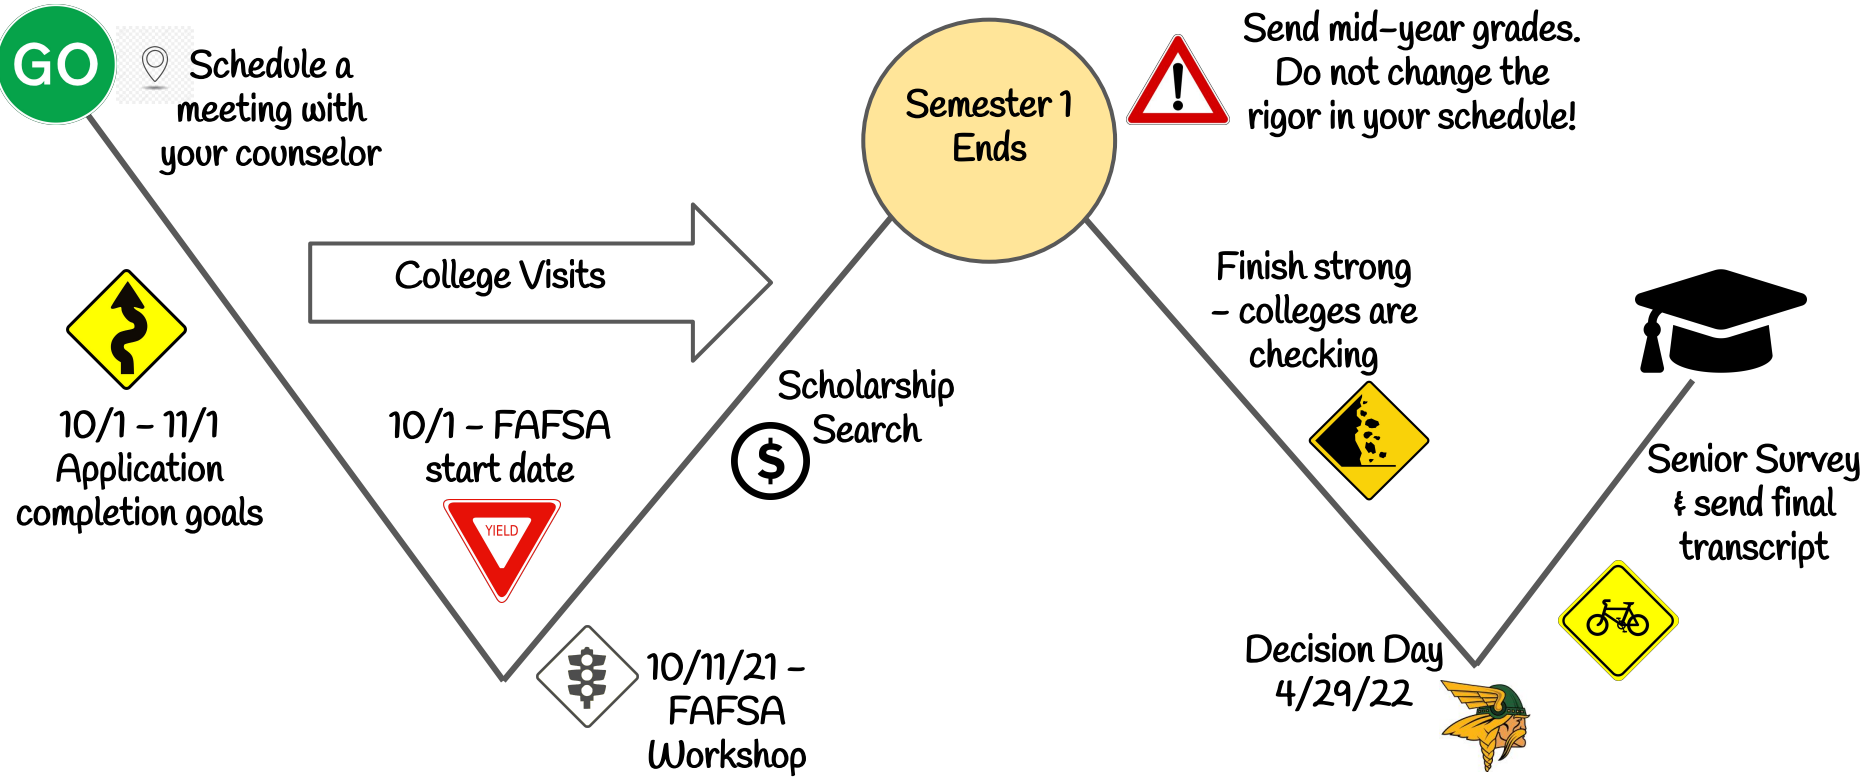 GO
Schedule a
meeting with
your counselor
10/1 – 11/1
Application
completion goals
College Visits
10/1 – FAFSA
start date
YIELD
10/11/21 –
FAFSA
Workshop
$
Scholarship
Search
Semester 1
Ends
!
Send mid-year grades.
Do not change the
rigor in your schedule!
Finish strong
– colleges are
checking
Decision Day
4/29/22
Senior Survey
& send final
transcript